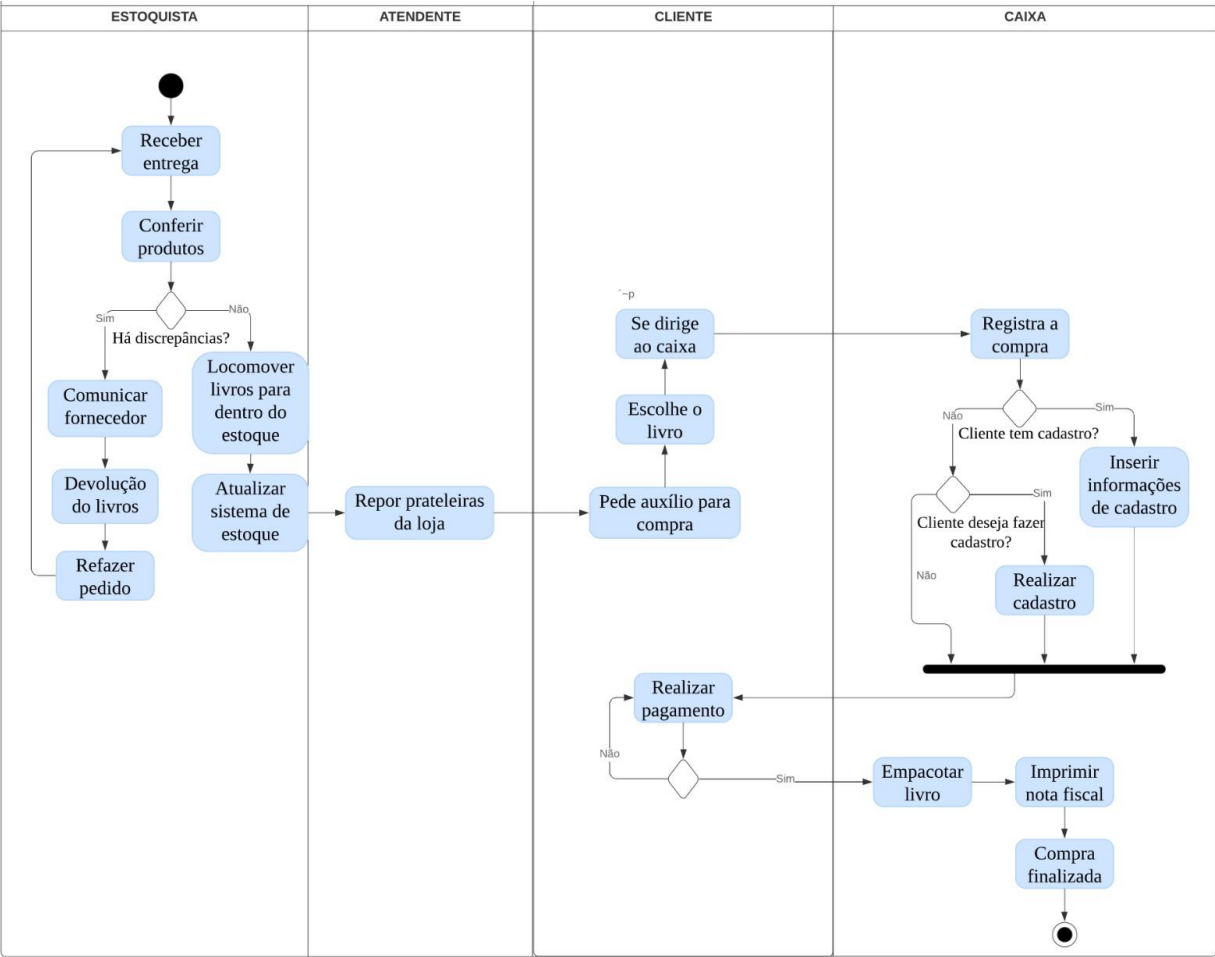 ESTOQUISTA
ATENDENTE
CLIENTE
CAIXA
Receber
entrega
Conferir
produtos
Sim
Não
Há discrepâncias?
Comunicar
fornecedor
Devolução
do livros
Refazer
pedido
Locomover
livros para
dentro do
estoque
Atualizar
sistema de
estoque
Repor prateleiras
da loja
Pede auxílio para
compra
Escolhe o
livro
´~p
Se dirige
ao caixa
Registra a
compra
Não
Sim
Cliente tem cadastro?
Inserir
informações
de cadastro
Sim
Cliente deseja fazer
cadastro?
Não
Realizar
cadastro
Realizar
pagamento
Não
Sim
Empacotar
livro
Imprimir
nota fiscal
Compra
finalizada